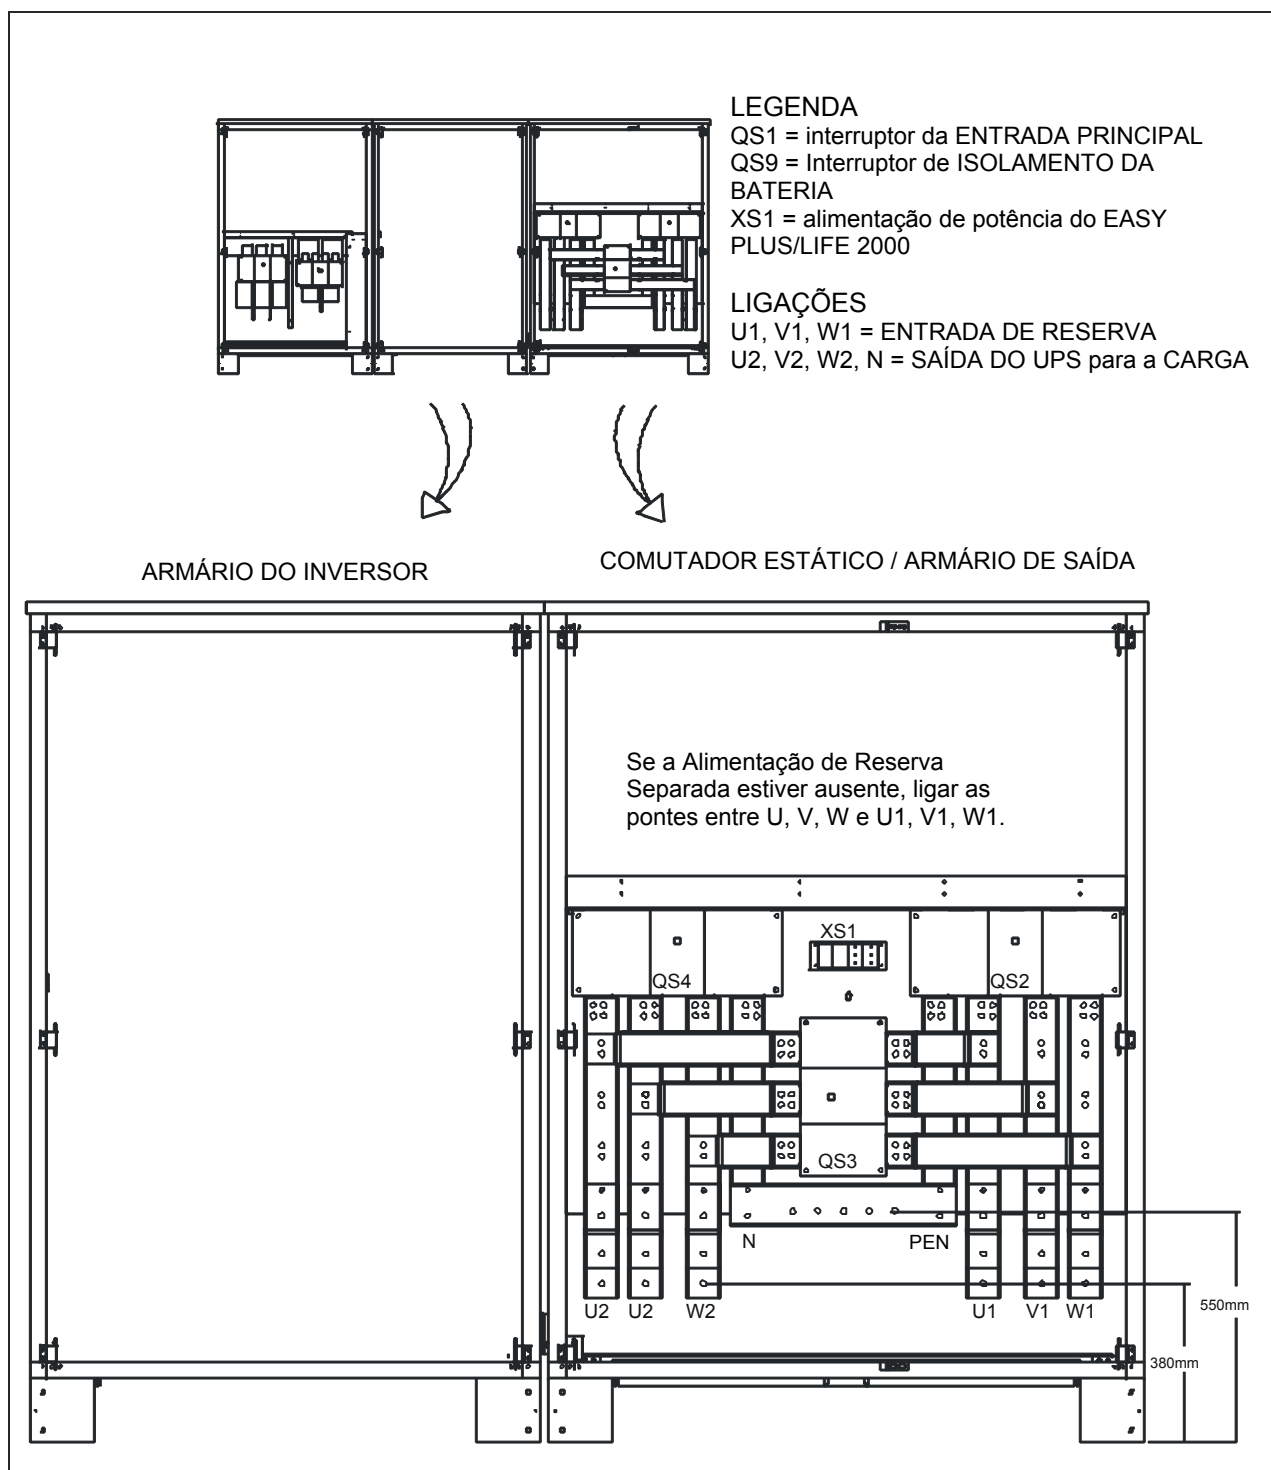 LEGENDA
QS1 = interruptor da ENTRADA PRINCIPAL
QS9 = Interruptor de ISOLAMENTO DA
BATERIA
XS1 = alimentação de potência do EASY
PLUS/LIFE 2000
LIGAÇÕES
U1, V1, W1 = ENTRADA DE RESERVA
U2, V2, W2, N = SAÍDA DO UPS para a CARGA
ARMÁRIO DO INVERSOR
COMUTADOR ESTÁTICO / ARMÁRIO DE SAÍDA
Se a Alimentação de Reserva
Separada estiver ausente, ligar as
pontes entre U, V, W e U1, V1, W1.
XS1
QS4
QS2
QS3
N
PEN
U2
U2
W2
U1
V1
W1
550mm
380mm